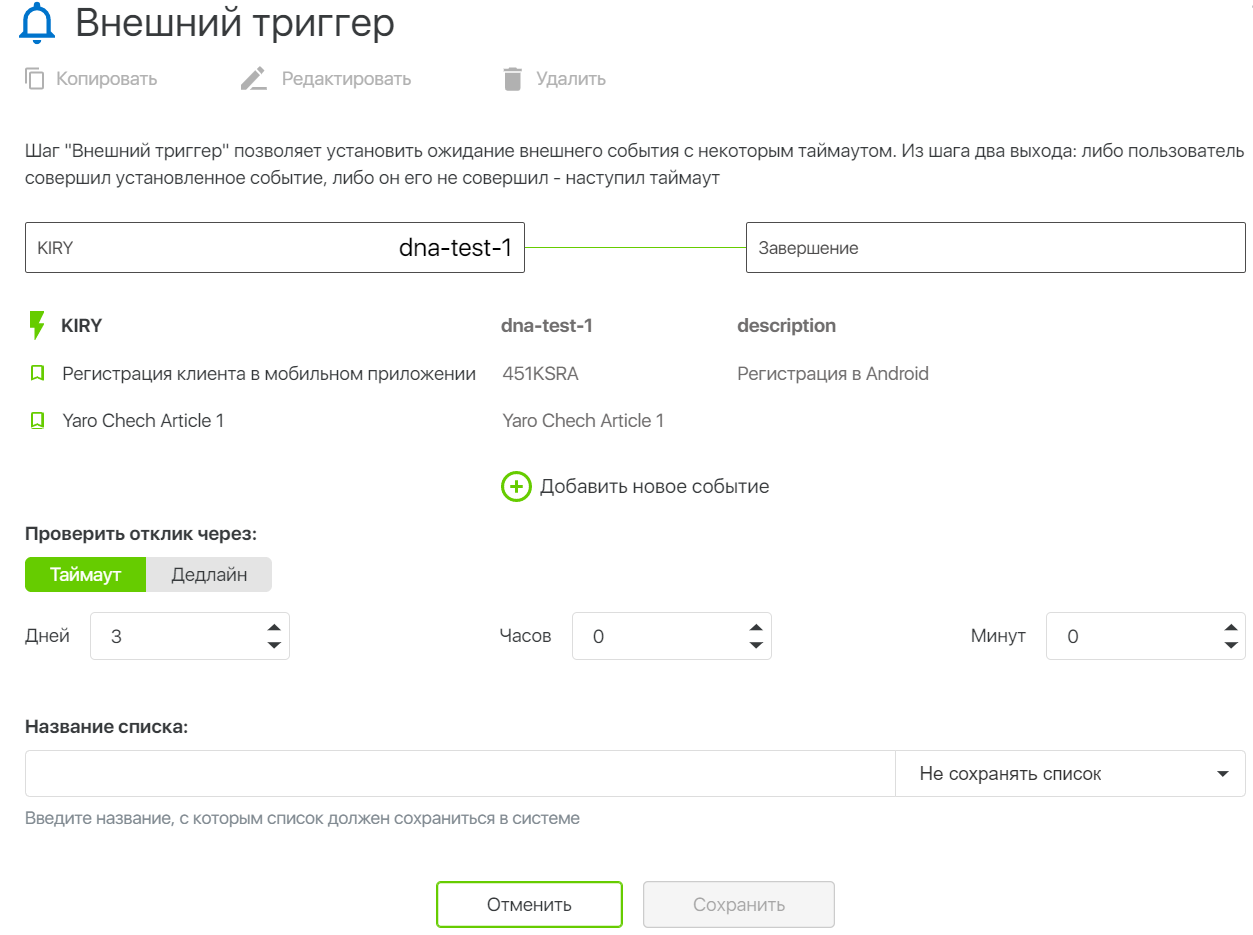 Внешний триггер
Копировать Редактировать Удалить
Шаг "Внешний триггер" позволяет установить ожидание внешнего события с некоторым таймаутом. Из шага два выхода: либо пользователь
совершил установленное событие, либо он его не совершил - наступил таймаут
KIRY dna-test-1 Завершение
KIRY dna-test-1 description
Регистрация клиента в мобильном приложении 451KSRA Регистрация в Android
Yaro Chech Article 1 Yaro Chech Article 1
Добавить новое событие
Проверить отклик через:
Таймаут Дедлайн
Дней 3 Часов 0 Минут 0
Название списка:
Не сохранять список
Введите название, с которым список должен сохраниться в системе
Отменить Сохранить